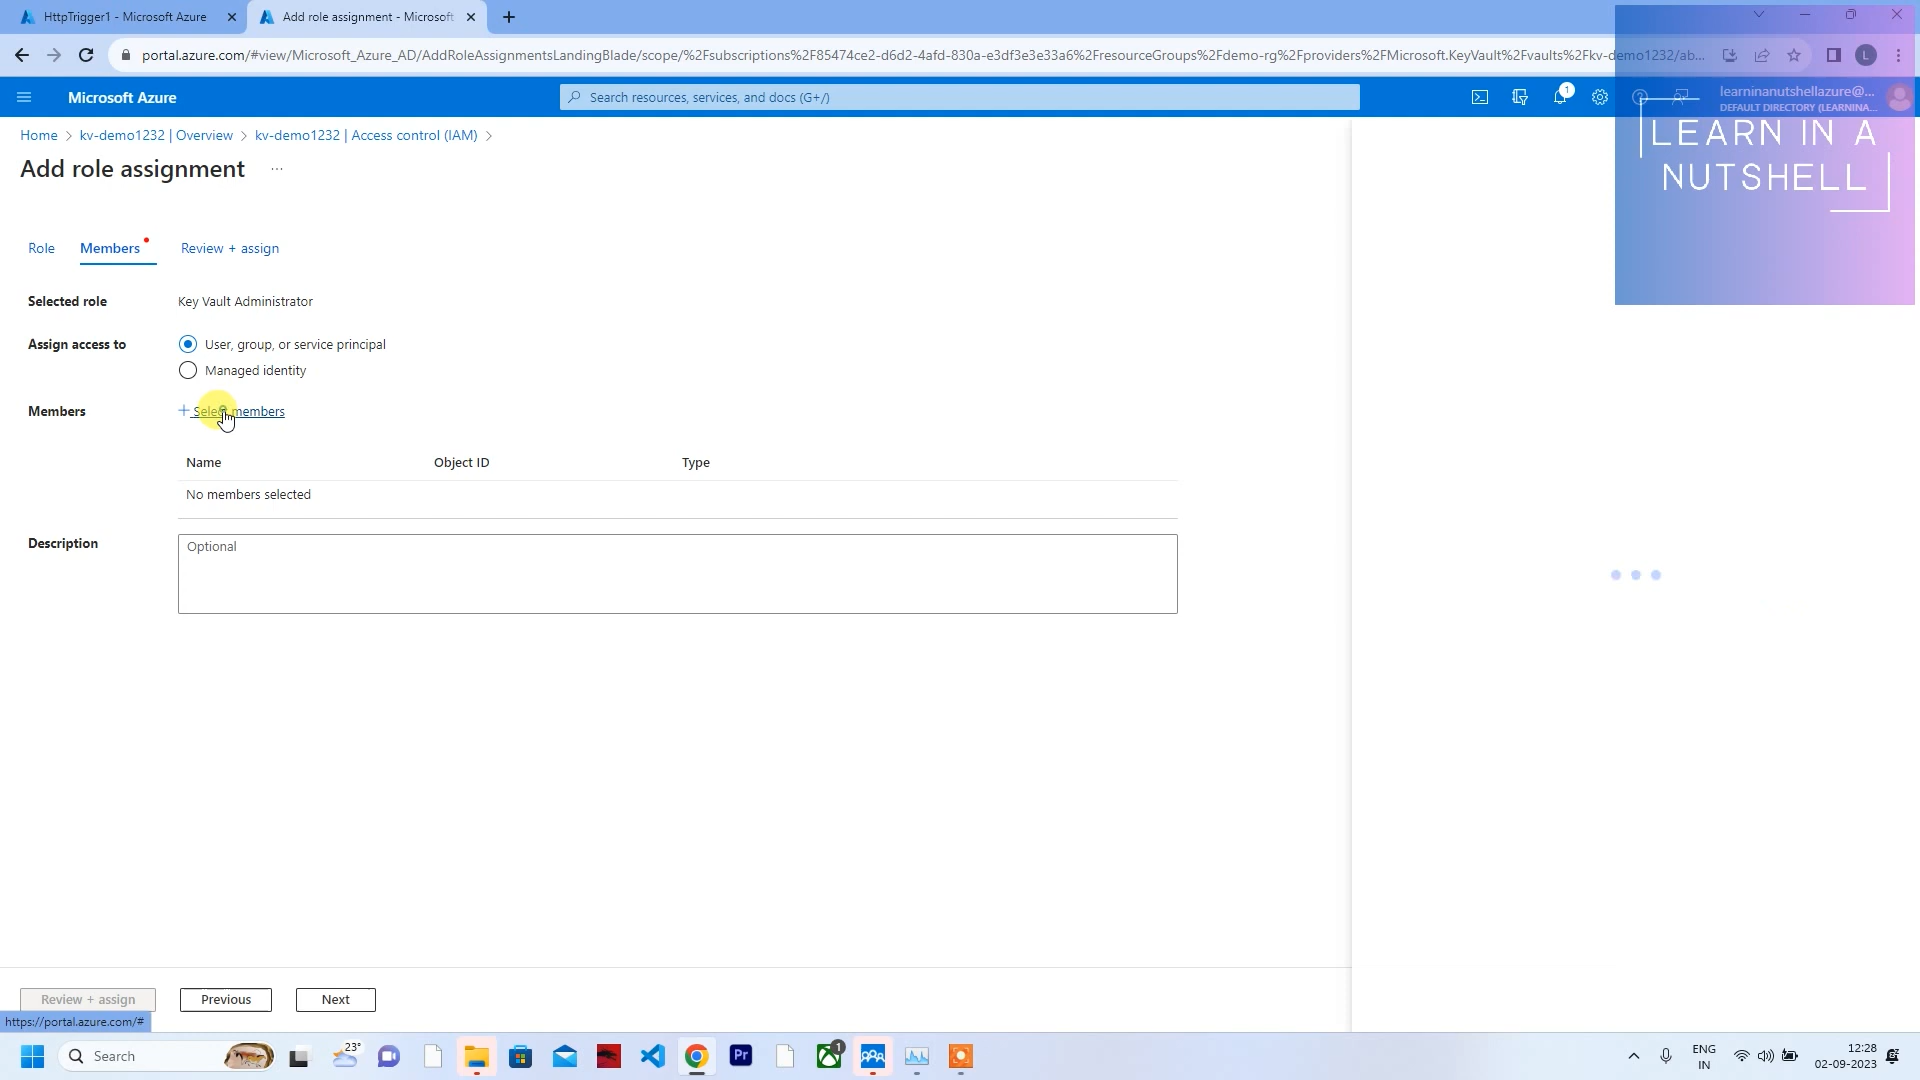 HttpTrigger1 - Microsoft Azure
Add role assignment - Microsoft
portal.azure.com/#view/Microsoft_Azure_AD/AddRoleAssignmentsLandingBlade/scope/%2Fsubscriptions%2F85474ce2-d6d2-4afd-830a-e3df3e3e33a6%2FresourceGroups%2Fdemo-rg%2Fproviders%2FMicrosoft.KeyVault%2Fvaults%2Fkv-demo1232/ab...
L
Microsoft Azure
Search resources, services, and docs (G+/)
1
learninanutshellazure@...
DEFAULT DIRECTORY (LEARNINA...
LEARN IN A
NUTSHELL
Home > kv-demo1232 | Overview > kv-demo1232 | Access control (IAM) >
Add role assignment ...
Role
Members
Review + assign
Selected role
Key Vault Administrator
Assign access to
User, group, or service principal
Managed identity
Members
+ Select members
Name
Object ID
Type
No members selected
Description
Optional
Review + assign
Previous
Next
https://portal.azure.com/#
Search
23°
Pr
1
ENG
IN
12:28
02-09-2023